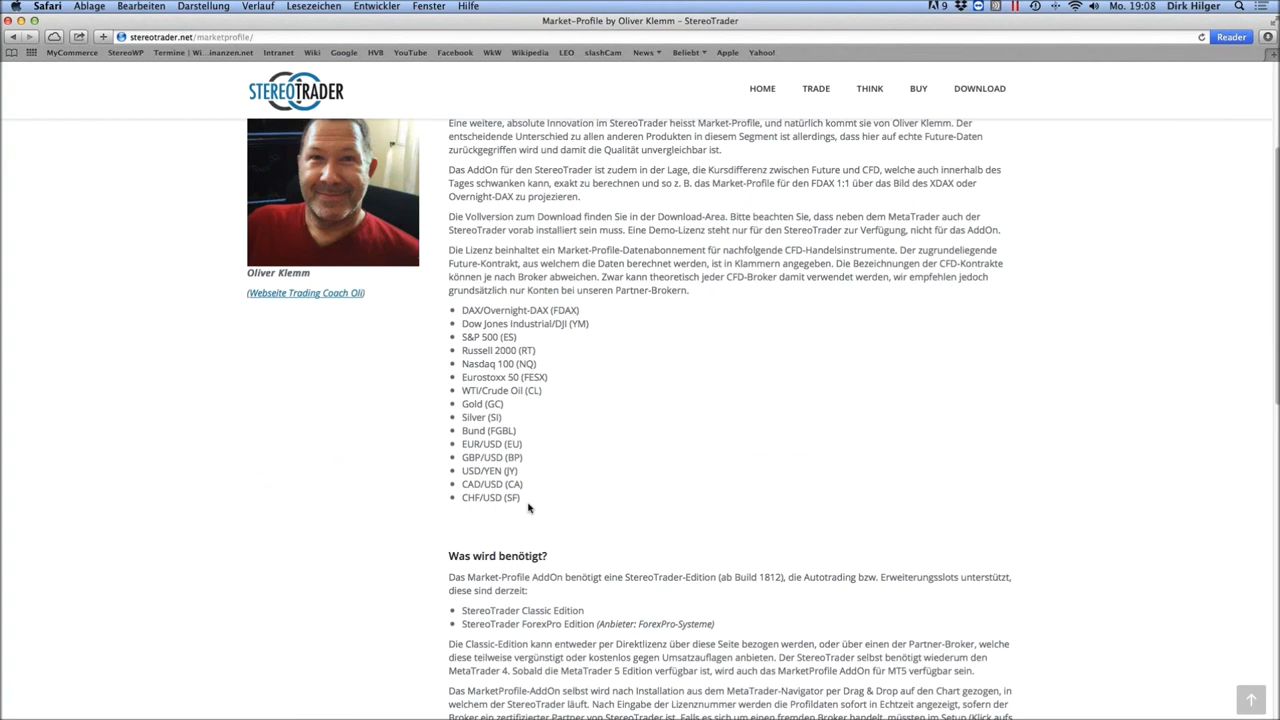 Safari Ablage Bearbeiten Darstellung Verlauf Lesezeichen Entwickler Fenster Hilfe 9 Mo. 19:08 Dirk Hilger
Market-Profile by Oliver Klemm – StereoTrader
stereotrader.net/marketprofile/ Reader
MyCommerce StereoWP Termine | Wi...inanzen.net Intranet Wiki Google HVB YouTube Facebook WkW Wikipedia LEO slashCam News Beliebt Apple Yahoo!
STEREOTRADER HOME TRADE THINK BUY DOWNLOAD
Eine weitere, absolute Innovation im StereoTrader heisst Market-Profile, und natürlich kommt sie von Oliver Klemm. Der
entscheidende Unterschied zu allen anderen Produkten in diesem Segment ist allerdings, dass hier auf echte Future-Daten
zurückgegriffen wird und damit die Qualität unvergleichbar ist.
Das AddOn für den StereoTrader ist zudem in der Lage, die Kursdifferenz zwischen Future und CFD, welche auch innerhalb des
Tages schwanken kann, exakt zu berechnen und so z. B. das Market-Profile für den FDAX 1:1 über das Bild des XDAX oder
Overnight-DAX zu projezieren.
Die Vollversion zum Download finden Sie in der Download-Area. Bitte beachten Sie, dass neben dem MetaTrader auch der
StereoTrader vorab installiert sein muss. Eine Demo-Lizenz steht nur für den StereoTrader zur Verfügung, nicht für das AddOn.
Die Lizenz beinhaltet ein Market-Profile-Datenabonnement für nachfolgende CFD-Handelsinstrumente. Der zugrundeliegende
Future-Kontrakt, aus welchem die Daten berechnet werden, ist in Klammern angegeben. Die Bezeichnungen der CFD-Kontrakte
können je nach Broker abweichen. Zwar kann theoretisch jeder CFD-Broker damit verwendet werden, wir empfehlen jedoch
grundsätzlich nur Konten bei unseren Partner-Brokern.
Oliver Klemm
(Webseite Trading Coach Oli)
DAX/Overnight-DAX (FDAX)
Dow Jones Industrial/DJI (YM)
S&P 500 (ES)
Russell 2000 (RT)
Nasdaq 100 (NQ)
Eurostoxx 50 (FESX)
WTI/Crude Oil (CL)
Gold (GC)
Silver (SI)
Bund (FGBL)
EUR/USD (EU)
GBP/USD (BP)
USD/YEN (JY)
CAD/USD (CA)
CHF/USD (SF)
Was wird benötigt?
Das Market-Profile AddOn benötigt eine StereoTrader-Edition (ab Build 1812), die Autotrading bzw. Erweiterungsslots unterstützt,
diese sind derzeit:
StereoTrader Classic Edition
StereoTrader ForexPro Edition (Anbieter: ForexPro-Systeme)
Die Classic-Edition kann entweder per Direktlizenz über diese Seite bezogen werden, oder über einen der Partner-Broker, welche
diese teilweise vergünstigt oder kostenlos gegen Umsatzauflagen anbieten. Der StereoTrader selbst benötigt wiederum den
MetaTrader 4. Sobald die MetaTrader 5 Edition verfügbar ist, wird auch das MarketProfile AddOn für MT5 verfügbar sein.
Das MarketProfile-AddOn selbst wird nach Installation aus dem MetaTrader-Navigator per Drag & Drop auf den Chart gezogen, in
welchem der StereoTrader läuft. Nach Eingabe der Lizenznummer werden die Profildaten sofort in Echtzeit angezeigt, sofern der
Broker ein zertifizierter Partner von StereoTrader ist. Falls es sich um einen fremden Broker handelt, müssten im Setup (Klick aufs